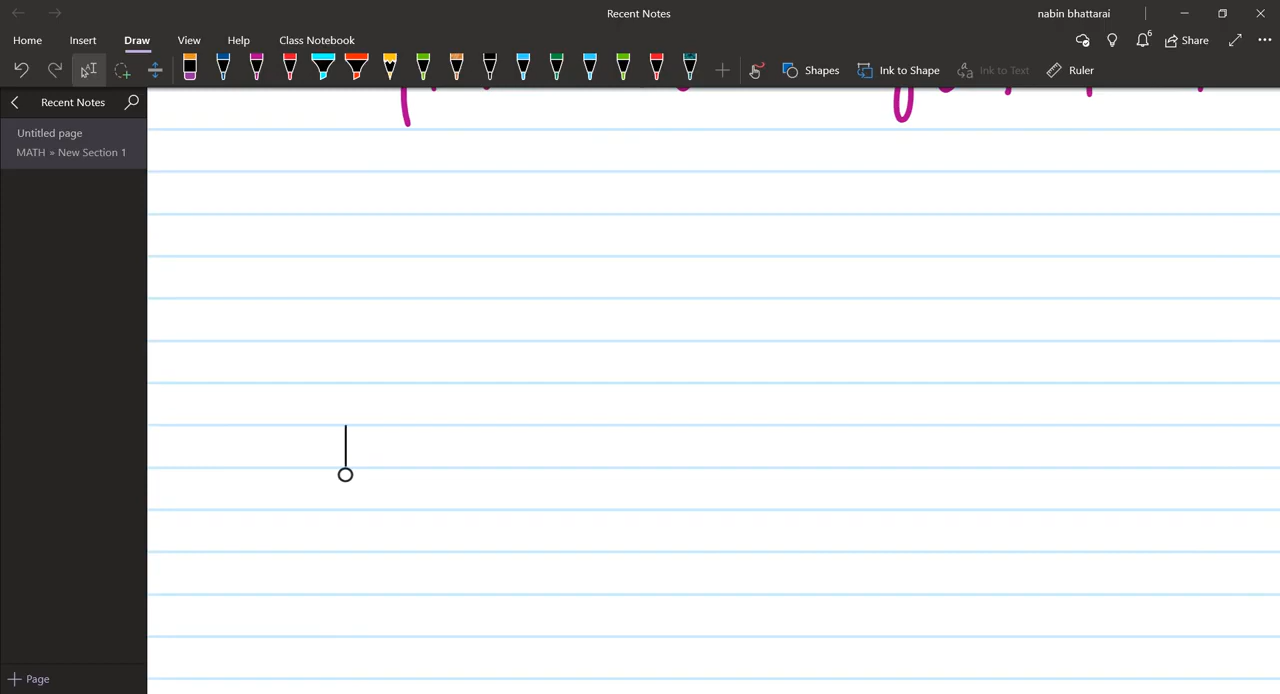 Recent Notes
nabin bhattarai
Home Insert Draw View Help Class Notebook
Share
Shapes Ink to Shape Ink to Text Ruler
Recent Notes
Untitled page
MATH » New Section 1
Page